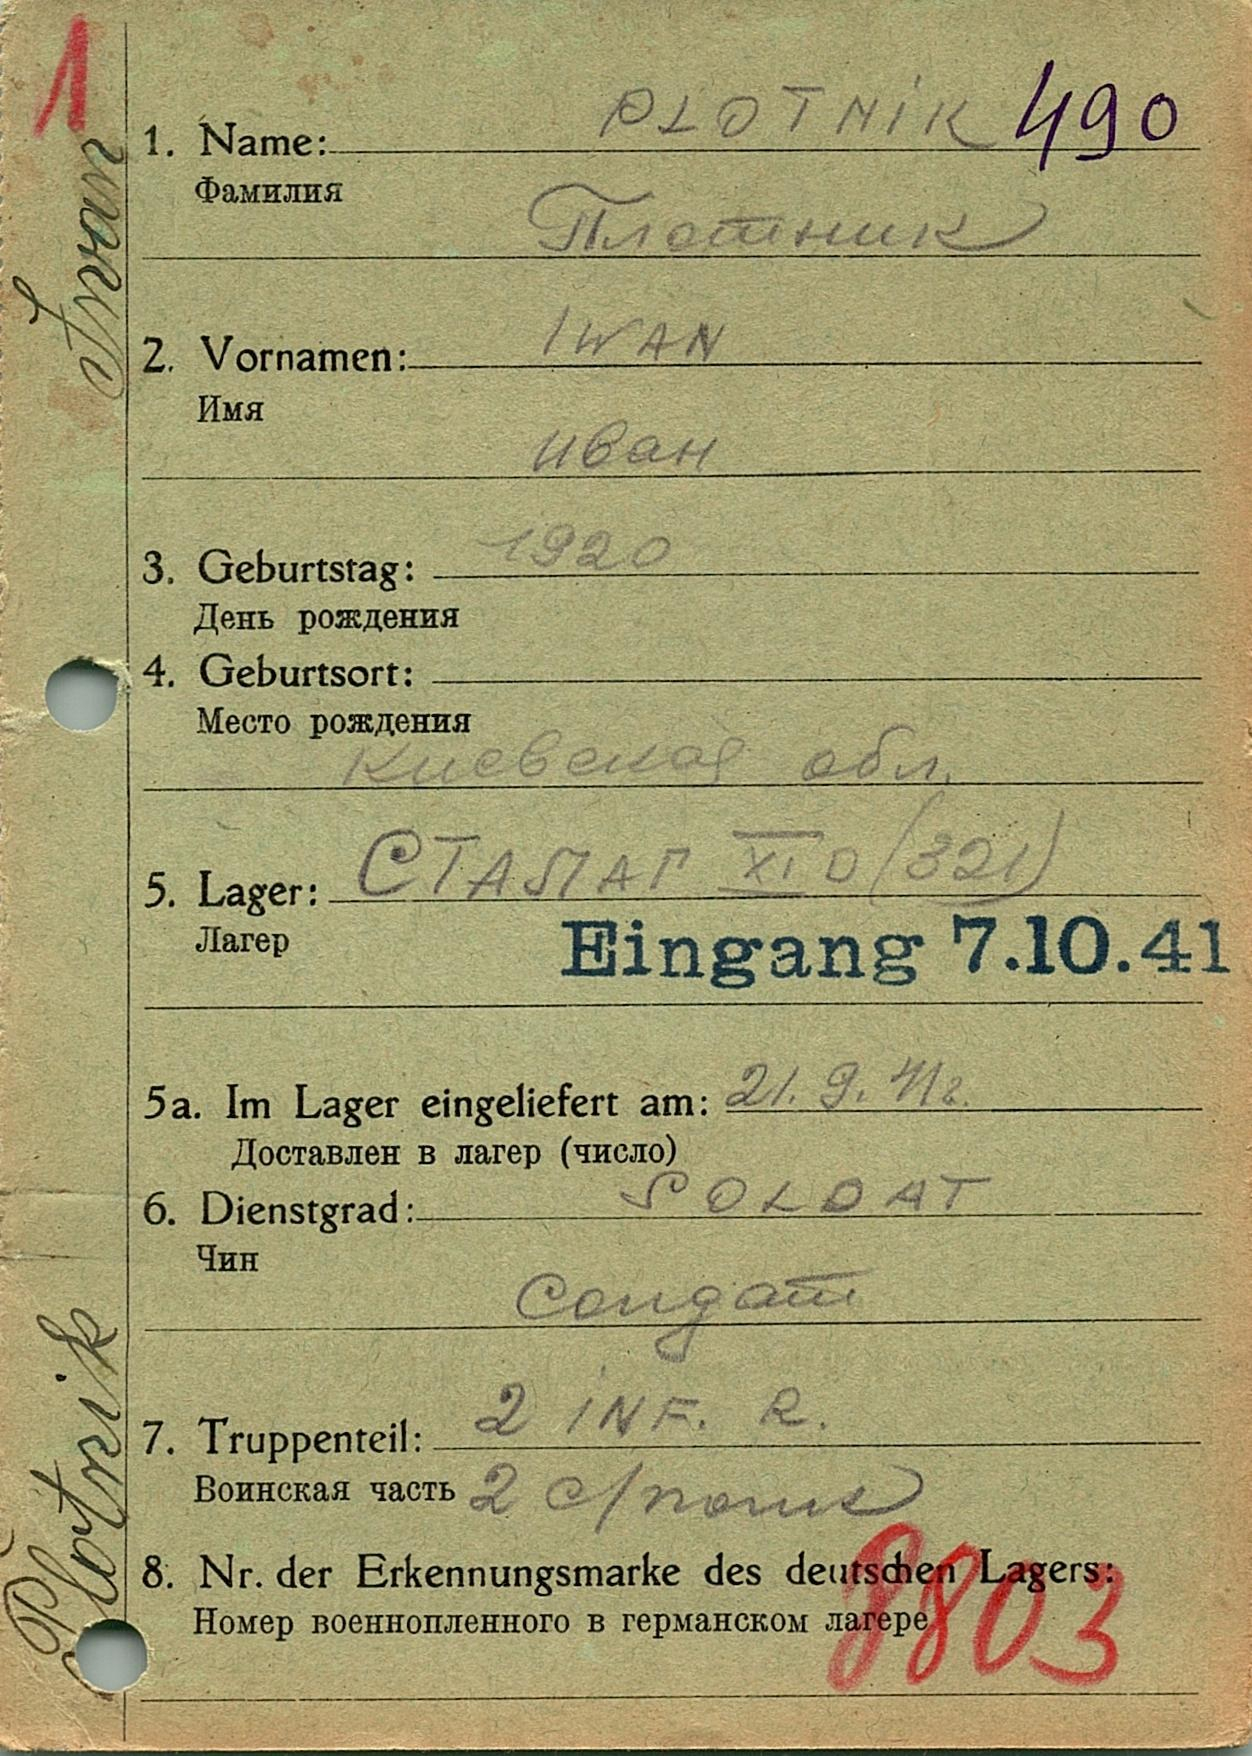 1
Plotnik Iwan
PLOTNIK 490
1. Name:
Фамилия
Плотник
2. Vornamen: IWAN
Имя
Иван
3. Geburtstag: 1920
День рождения
4. Geburtsort:
Место рождения
Киевская обл.
5. Lager: СТАЛАГ XI D (321)
Лагер
Eingang 7.10.41
5a. Im Lager eingeliefert am: 21. 9. 41г.
Доставлен в лагер (число)
6. Dienstgrad: SOLDAT
Чин
Солдат
7. Truppenteil: 2 INF. R.
Воинская часть 2 с/полк
8. Nr. der Erkennungsmarke des deutschen Lagers:
Номер военнопленного в германском лагере
8803